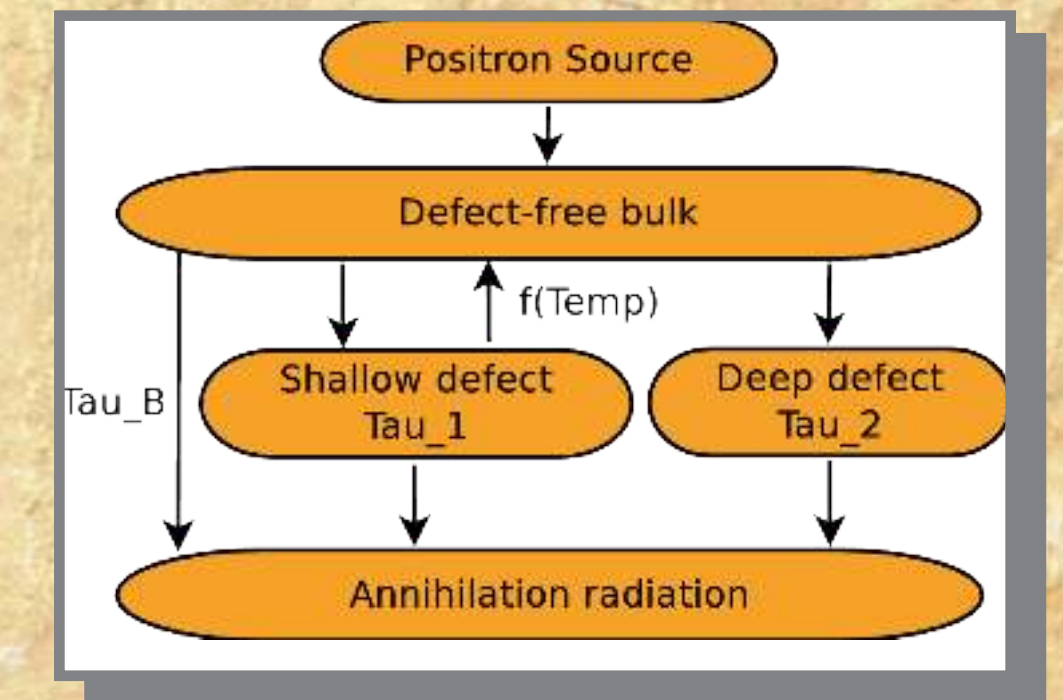 Positron Source
Defect-free bulk
f(Temp)
Shallow defect
Tau_1
Deep defect
Tau_2
Tau_B
Annihilation radiation